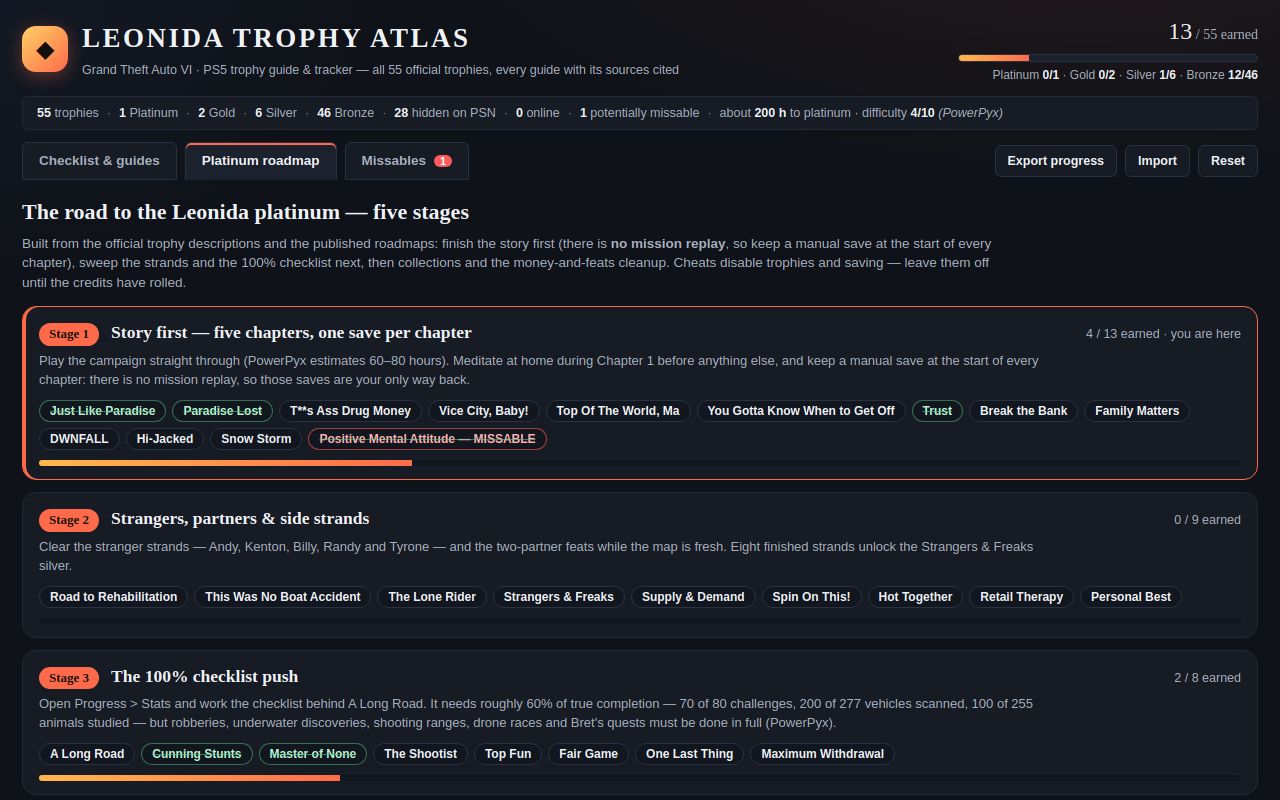 LEONIDA TROPHY ATLAS
Grand Theft Auto VI · PS5 trophy guide & tracker — all 55 official trophies, every guide with its sources cited
13 / 55 earned
Platinum 0/1 · Gold 0/2 · Silver 1/6 · Bronze 12/46
55 trophies · 1 Platinum · 2 Gold · 6 Silver · 46 Bronze · 28 hidden on PSN · 0 online · 1 potentially missable · about 200 h to platinum · difficulty 4/10 (PowerPyx)
Checklist & guides Platinum roadmap Missables 1 Export progress Import Reset
The road to the Leonida platinum — five stages
Built from the official trophy descriptions and the published roadmaps: finish the story first (there is no mission replay, so keep a manual save at the start of every
chapter), sweep the strands and the 100% checklist next, then collections and the money-and-feats cleanup. Cheats disable trophies and saving — leave them off
until the credits have rolled.
Stage 1 Story first — five chapters, one save per chapter 4 / 13 earned · you are here
Play the campaign straight through (PowerPyx estimates 60–80 hours). Meditate at home during Chapter 1 before anything else, and keep a manual save at the start of every
chapter: there is no mission replay, so those saves are your only way back.
Just Like Paradise Paradise Lost T**s Ass Drug Money Vice City, Baby! Top Of The World, Ma You Gotta Know When to Get Off Trust Break the Bank Family Matters
DWNFALL Hi-Jacked Snow Storm Positive Mental Attitude — MISSABLE
Stage 2 Strangers, partners & side strands 0 / 9 earned
Clear the stranger strands — Andy, Kenton, Billy, Randy and Tyrone — and the two-partner feats while the map is fresh. Eight finished strands unlock the Strangers & Freaks
silver.
Road to Rehabilitation This Was No Boat Accident The Lone Rider Strangers & Freaks Supply & Demand Spin On This! Hot Together Retail Therapy Personal Best
Stage 3 The 100% checklist push 2 / 8 earned
Open Progress > Stats and work the checklist behind A Long Road. It needs roughly 60% of true completion — 70 of 80 challenges, 200 of 277 vehicles scanned, 100 of 255
animals studied — but robberies, underwater discoveries, shooting ranges, drone races and Bret's quests must be done in full (PowerPyx).
A Long Road Cunning Stunts Master of None The Shootist Top Fun Fair Game One Last Thing Maximum Withdrawal